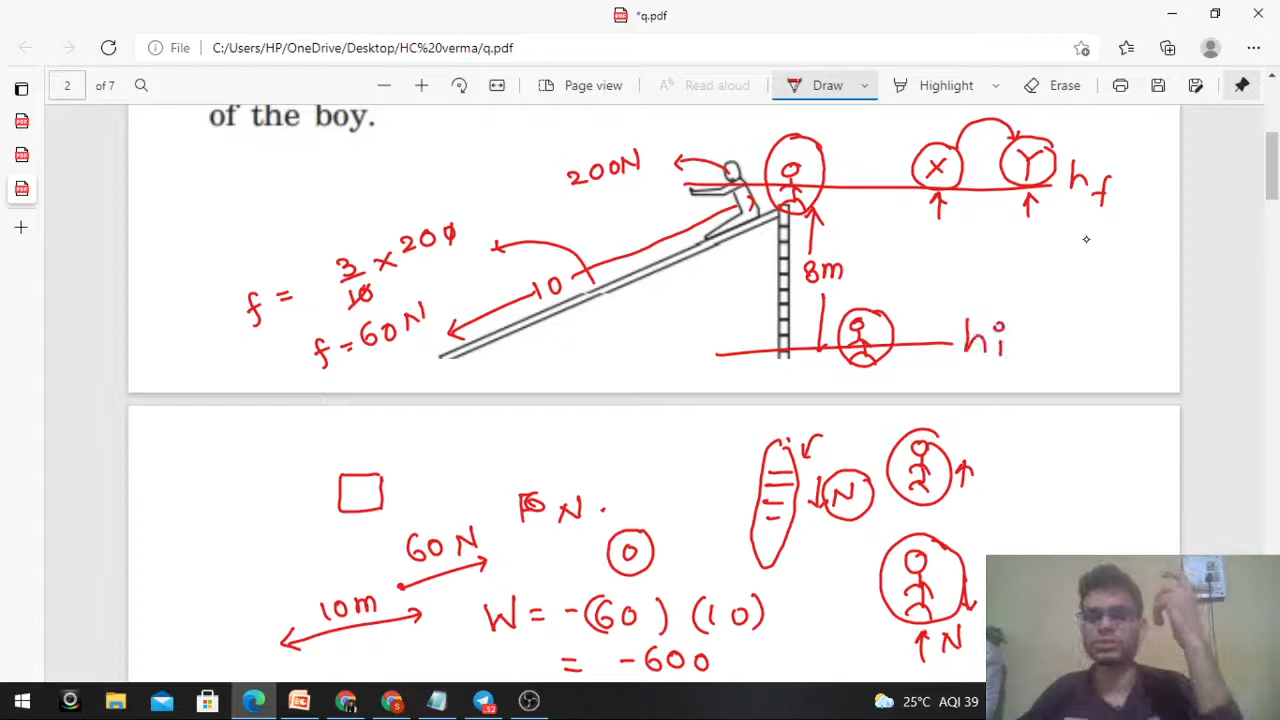 *q.pdf
File C:/Users/HP/OneDrive/Desktop/HC%20verma/q.pdf
2 of 7 Page view Read aloud Draw Highlight Erase
of the boy.
200N
X Y hf
f = 3/10 × 200
f = 60N
10
8m
hi
N
60 N
10m
W = -(60) (10)
= -600
N
25°C AQI 39